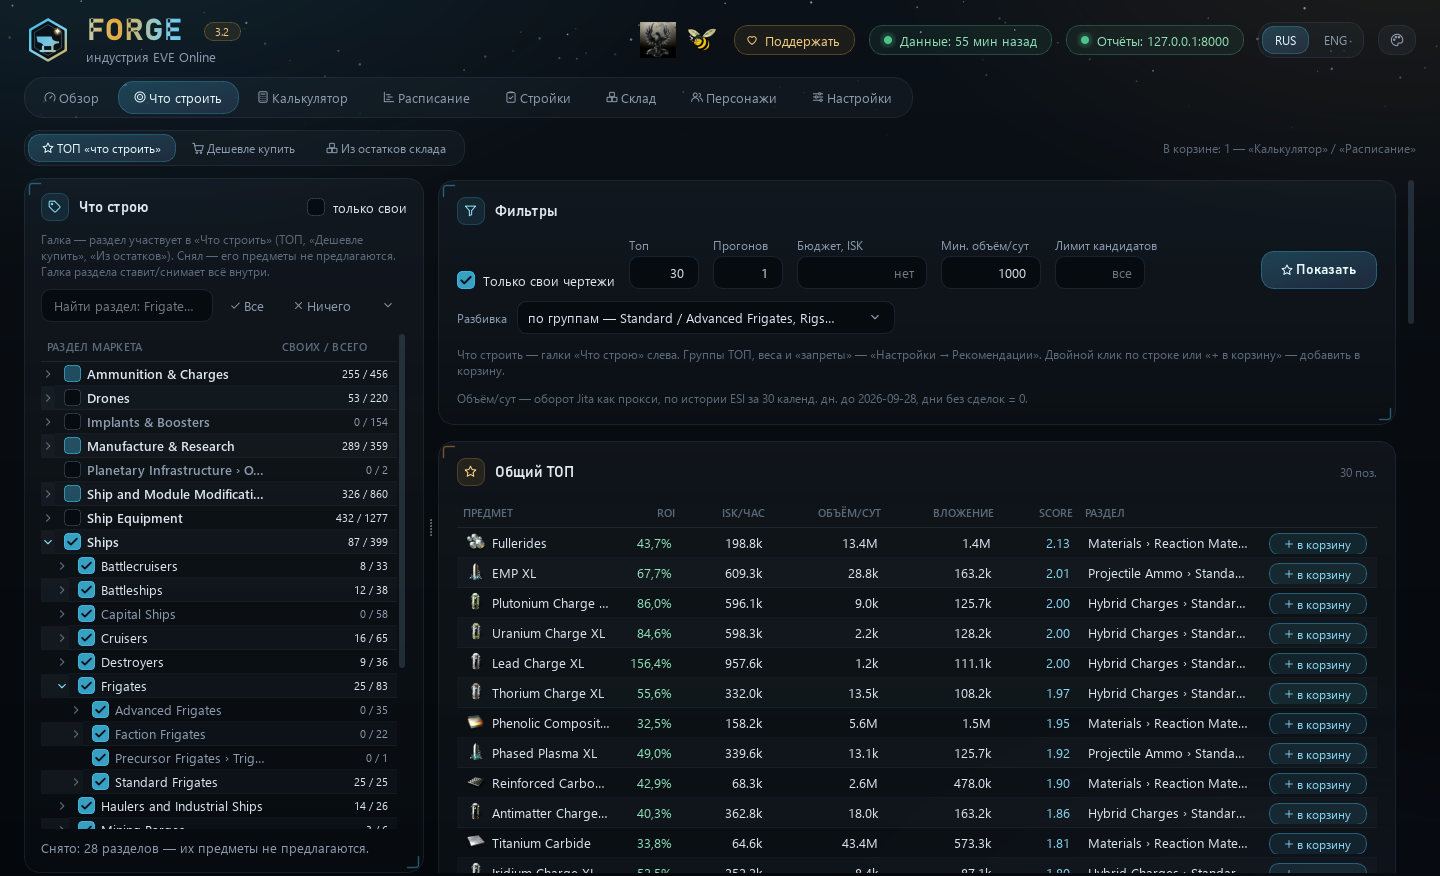 FORGE 3.2
индустрия EVE Online
Поддержать
Данные: 55 мин назад
Отчёты: 127.0.0.1:8000
RUS ENG
Обзор Что строить Калькулятор Расписание Стройки Склад Персонажи Настройки
ТОП «что строить» Дешевле купить Из остатков склада
В корзине: 1 — «Калькулятор» / «Расписание»
Что строю
только свои
Галка — раздел участвует в «Что строить» (ТОП, «Дешевле
купить», «Из остатков»). Снял — его предметы не предлагаются.
Галка раздела ставит/снимает всё внутри.
Найти раздел: Frigate... Все Ничего
РАЗДЕЛ МАРКЕТА СВОИХ / ВСЕГО
Ammunition & Charges 255 / 456
Drones 53 / 220
Implants & Boosters 0 / 154
Manufacture & Research 289 / 359
Planetary Infrastructure › O... 0 / 2
Ship and Module Modificati... 326 / 860
Ship Equipment 432 / 1277
Ships 87 / 399
Battlecruisers 8 / 33
Battleships 12 / 38
Capital Ships 0 / 58
Cruisers 16 / 65
Destroyers 9 / 36
Frigates 25 / 83
Advanced Frigates 0 / 35
Faction Frigates 0 / 22
Precursor Frigates › Trig... 0 / 1
Standard Frigates 25 / 25
Haulers and Industrial Ships 14 / 26
Mining Barges 3 / 6
Снято: 28 разделов — их предметы не предлагаются.
Фильтры
Только свои чертежи
Топ Прогонов Бюджет, ISK Мин. объём/сут Лимит кандидатов
30 1 нет 1000 все
Показать
Разбивка по группам — Standard / Advanced Frigates, Rigs...
Что строить — галки «Что строю» слева. Группы ТОП, веса и «запреты» — «Настройки → Рекомендации». Двойной клик по строке или «+ в корзину» — добавить в
корзину.
Объём/сут — оборот Jita как прокси, по истории ESI за 30 календ. дн. до 2026-09-28, дни без сделок = 0.
Общий ТОП
30 поз.
ПРЕДМЕТ ROI ISK/ЧАС ОБЪЁМ/СУТ ВЛОЖЕНИЕ SCORE РАЗДЕЛ
Fullerides 43,7% 198.8k 13.4M 1.4M 2.13 Materials › Reaction Mate... + в корзину
EMP XL 67,7% 609.3k 28.8k 163.2k 2.01 Projectile Ammo › Standa... + в корзину
Plutonium Charge ... 86,0% 596.1k 9.0k 125.7k 2.00 Hybrid Charges › Standar... + в корзину
Uranium Charge XL 84,6% 598.3k 2.2k 128.2k 2.00 Hybrid Charges › Standar... + в корзину
Lead Charge XL 156,4% 957.6k 1.2k 111.1k 2.00 Hybrid Charges › Standar... + в корзину
Thorium Charge XL 55,6% 332.0k 13.5k 108.2k 1.97 Hybrid Charges › Standar... + в корзину
Phenolic Composit... 32,5% 158.2k 5.6M 1.5M 1.95 Materials › Reaction Mate... + в корзину
Phased Plasma XL 49,0% 339.6k 13.1k 125.7k 1.92 Projectile Ammo › Standa... + в корзину
Reinforced Carbo... 42,9% 68.3k 2.6M 478.0k 1.90 Materials › Reaction Mate... + в корзину
Antimatter Charge... 40,3% 362.8k 18.0k 163.2k 1.86 Hybrid Charges › Standar... + в корзину
Titanium Carbide 33,8% 64.6k 43.4M 573.3k 1.81 Materials › Reaction Mate... + в корзину
Iridium Charge XL 52,5% 252.2k 8.4k 87.1k 1.80 Hybrid Charges › Standar... + в корзину